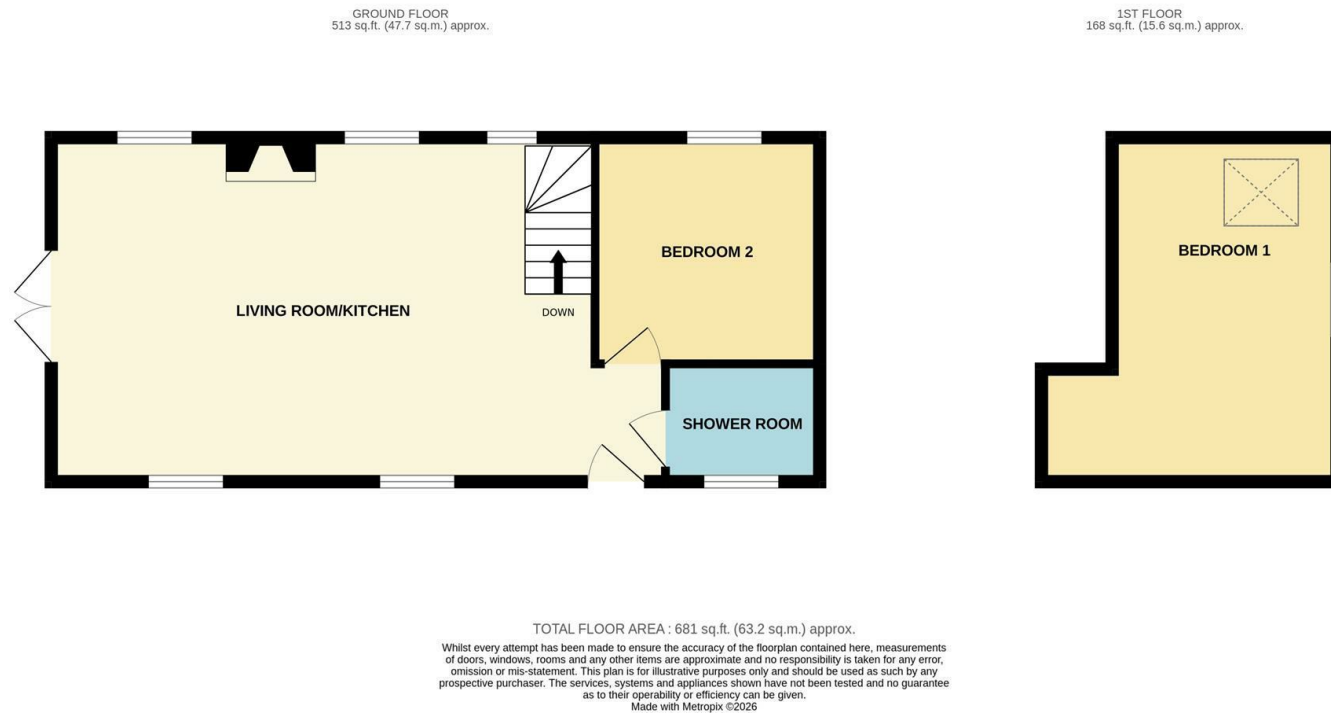 GROUND FLOOR
513 sq.ft. (47.7 sq.m.) approx.
1ST FLOOR
168 sq.ft. (15.6 sq.m.) approx.
BEDROOM 2
BEDROOM 1
LIVING ROOM/KITCHEN
DOWN
SHOWER ROOM
TOTAL FLOOR AREA : 681 sq.ft. (63.2 sq.m.) approx.
Whilst every attempt has been made to ensure the accuracy of the floorplan contained here, measurements
of doors, windows, rooms and any other items are approximate and no responsibility is taken for any error,
omission or mis-statement. This plan is for illustrative purposes only and should be used as such by any
prospective purchaser. The services, systems and appliances shown have not been tested and no guarantee
as to their operability or efficiency can be given.
Made with Metropix ©2026